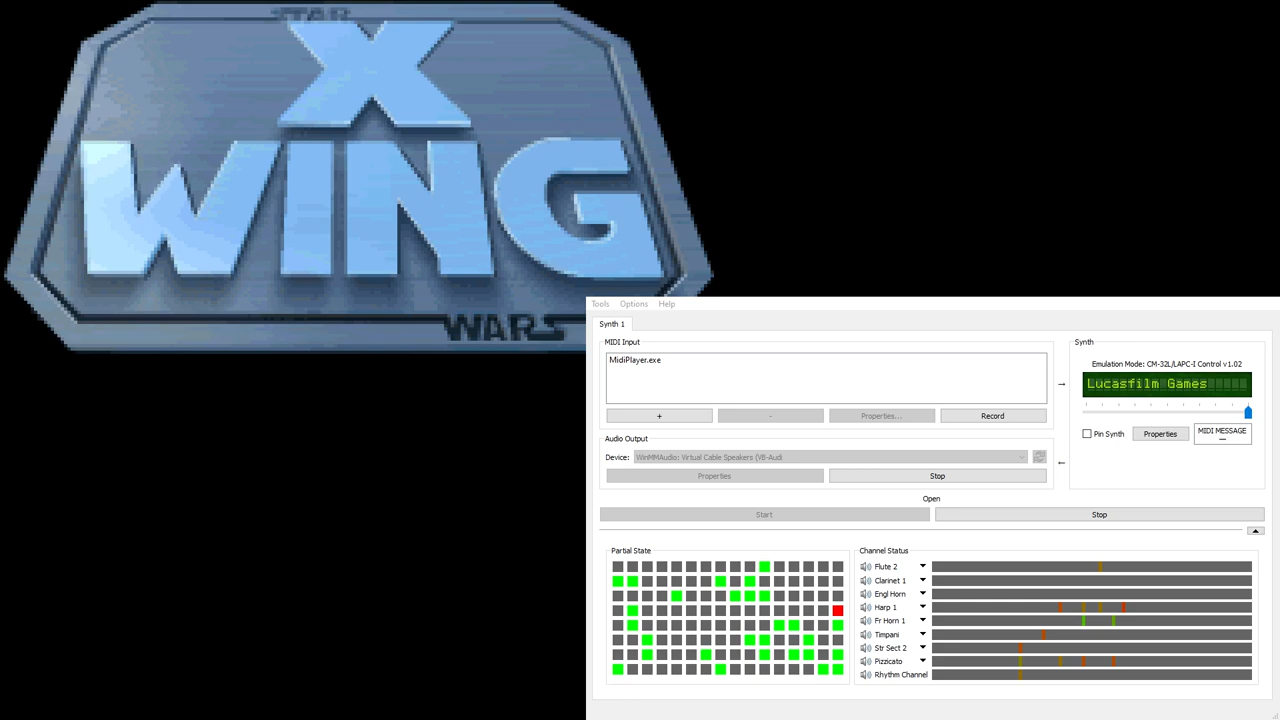 STAR
X
WING
WARS
Tools Options Help
Synth 1
MIDI Input
MidiPlayer.exe
+ - Properties... Record
Audio Output
Device: WinMMAudio: Virtual Cable Speakers (VB-Audi
Properties Stop
Synth
Emulation Mode: CM-32L/LAPC-I Control v1.02
Lucasfilm Games
Pin Synth Properties MIDI MESSAGE
Open
Start Stop
Partial State
Channel Status
Flute 2
Clarinet 1
Engl Horn
Harp 1
Fr Horn 1
Timpani
Str Sect 2
Pizzicato
Rhythm Channel